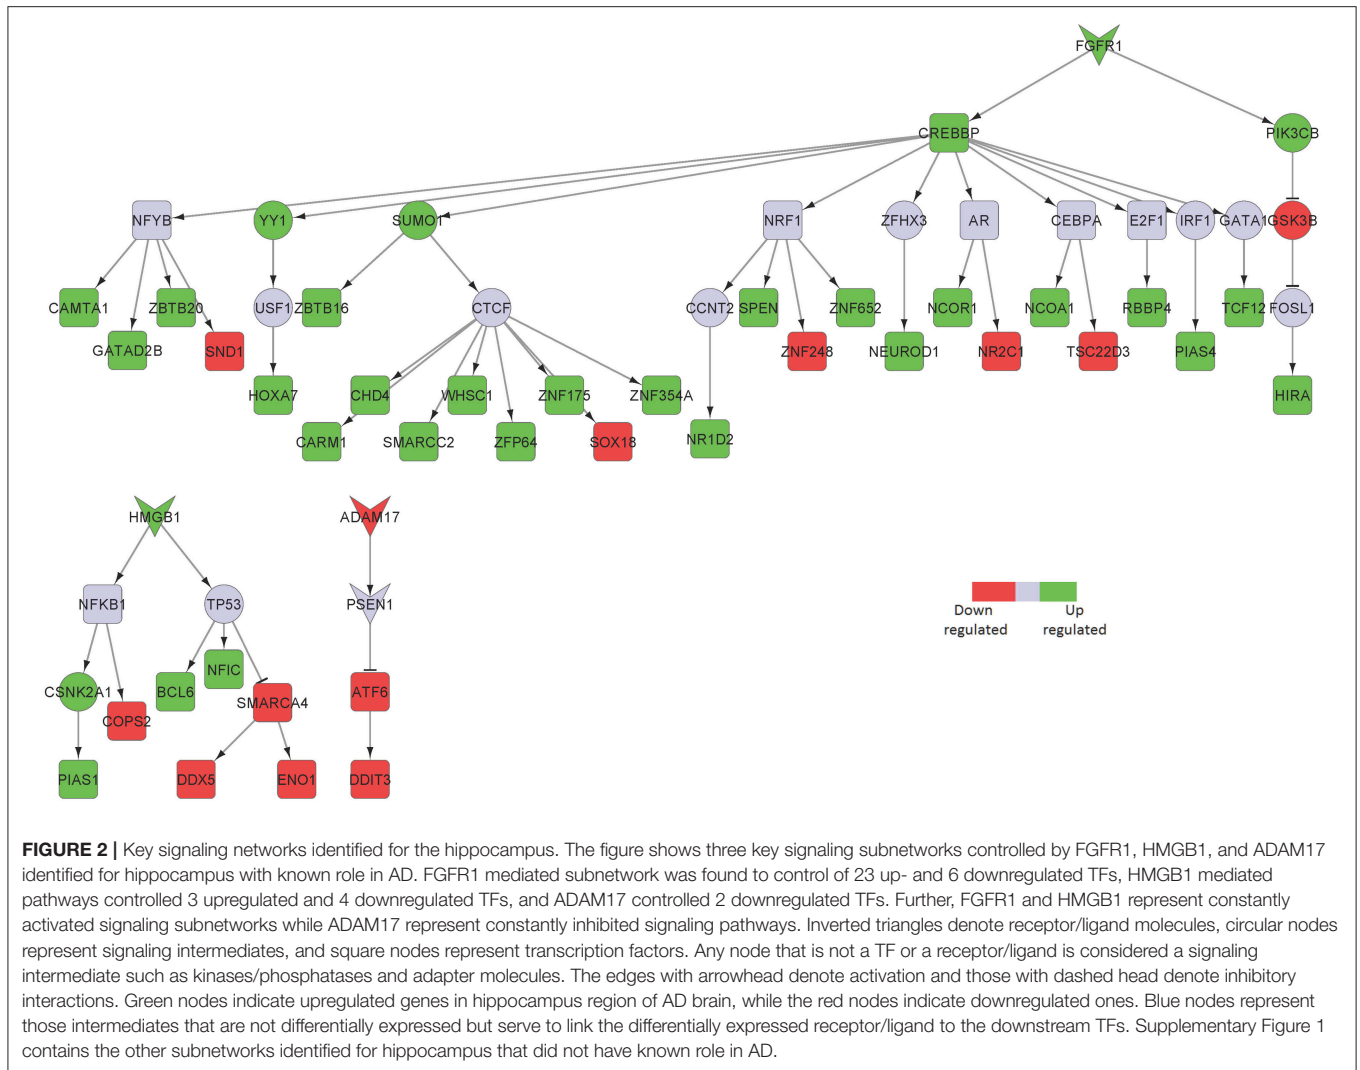 FGFR1
CREBBP
PIK3CB
NFYB
YY1
SUMO1
NRF1
ZFHX3
AR
CEBPA
E2F1
IRF1
GATA1
GSK3B
CAMTA1
ZBTB20
USF1
ZBTB16
CTCF
CCNT2
SPEN
ZNF652
NCOR1
NCOA1
RBBP4
TCF12
FOSL1
GATAD2B
SND1
ZNF248
NEUROD1
NR2C1
TSC22D3
PIAS4
HOXA7
CHD4
WHSC1
ZNF175
ZNF354A
HIRA
CARM1
SMARCC2
ZFP64
SOX18
NR1D2
HMGB1
ADAM17
NFKB1
TP53
PSEN1
Down
regulated
Up
regulated
NFIC
CSNK2A1
BCL6
SMARCA4
ATF6
COPS2
PIAS1
DDX5
ENO1
DDIT3
FIGURE 2 | Key signaling networks identified for the hippocampus. The figure shows three key signaling subnetworks controlled by FGFR1, HMGB1, and ADAM17
identified for hippocampus with known role in AD. FGFR1 mediated subnetwork was found to control of 23 up- and 6 downregulated TFs, HMGB1 mediated
pathways controlled 3 upregulated and 4 downregulated TFs, and ADAM17 controlled 2 downregulated TFs. Further, FGFR1 and HMGB1 represent constantly
activated signaling subnetworks while ADAM17 represent constantly inhibited signaling pathways. Inverted triangles denote receptor/ligand molecules, circular nodes
represent signaling intermediates, and square nodes represent transcription factors. Any node that is not a TF or a receptor/ligand is considered a signaling
intermediate such as kinases/phosphatases and adapter molecules. The edges with arrowhead denote activation and those with dashed head denote inhibitory
interactions. Green nodes indicate upregulated genes in hippocampus region of AD brain, while the red nodes indicate downregulated ones. Blue nodes represent
those intermediates that are not differentially expressed but serve to link the differentially expressed receptor/ligand to the downstream TFs. Supplementary Figure 1
contains the other subnetworks identified for hippocampus that did not have known role in AD.